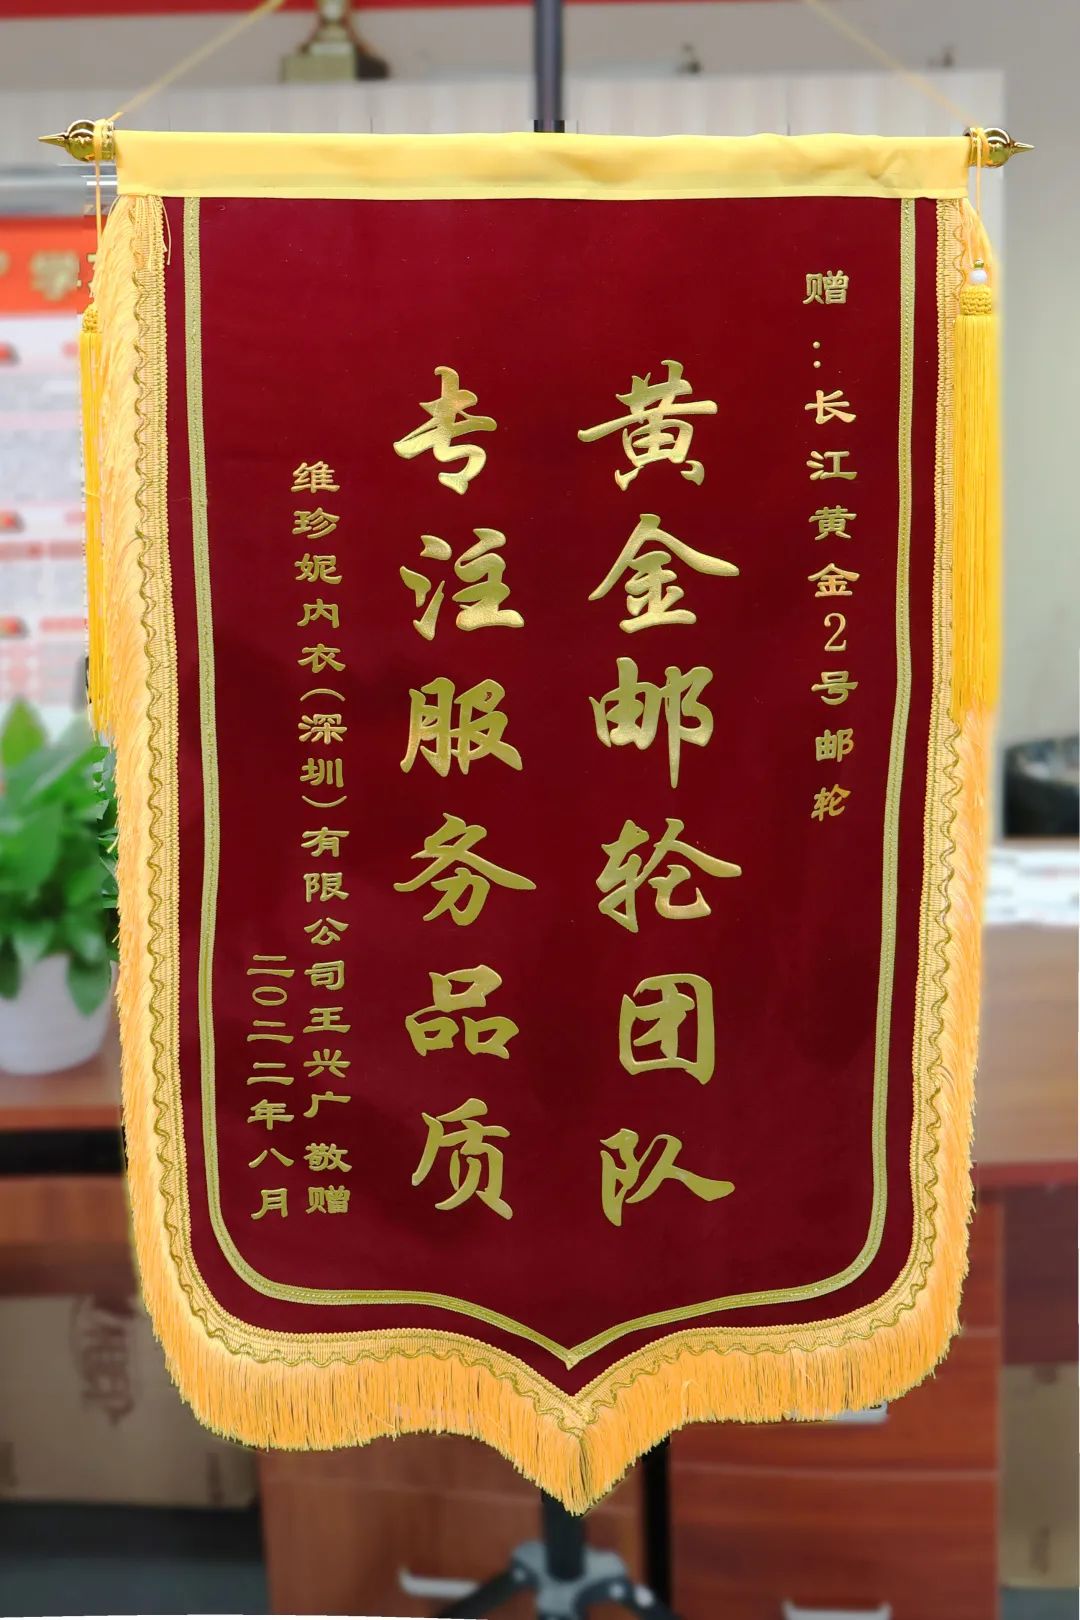 赠：长江黄金2号邮轮
黄金邮轮团队
专注服务品质
维珍妮内衣(深圳)有限公司王兴广 敬赠
二〇二二年八月
学